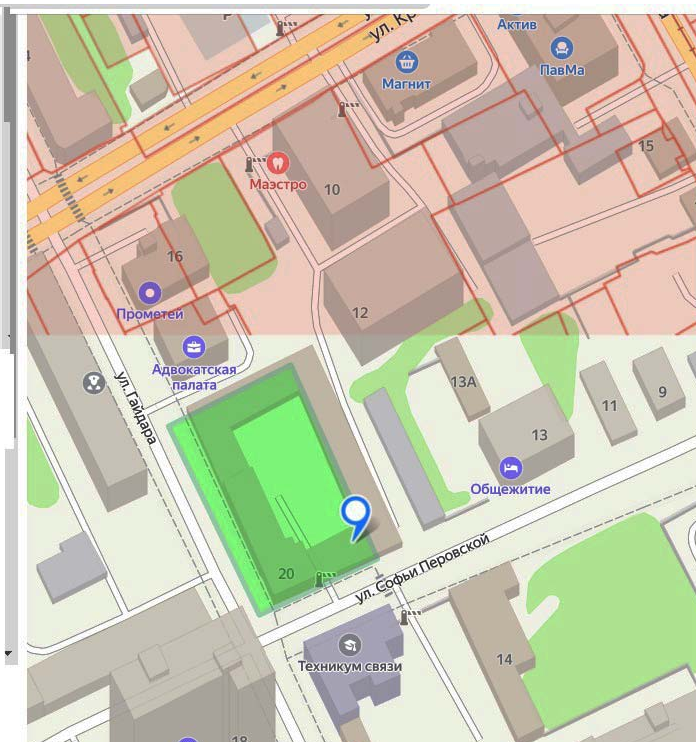 Актив
ул. Кр
ПавМа
Магнит
15
Маэстро
10
16
Прометей
12
Адвокатская
палата
ул. Гайдара
13А
11
9
13
Общежитие
20
ул. Софьи Перовской
Техникум связи
14
18